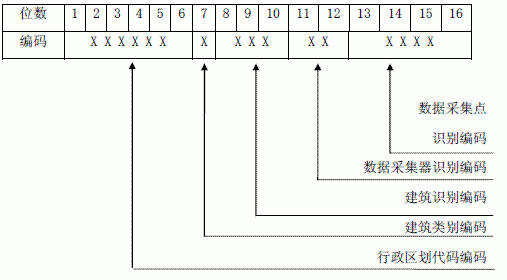 位数 1 2 3 4 5 6 7 8 9 10 11 12 13 14 15 16
编码 X X X X X X X X X X X X X X X X
数据采集点
识别编码
数据采集器识别编码
建筑识别编码
建筑类别编码
行政区划代码编码